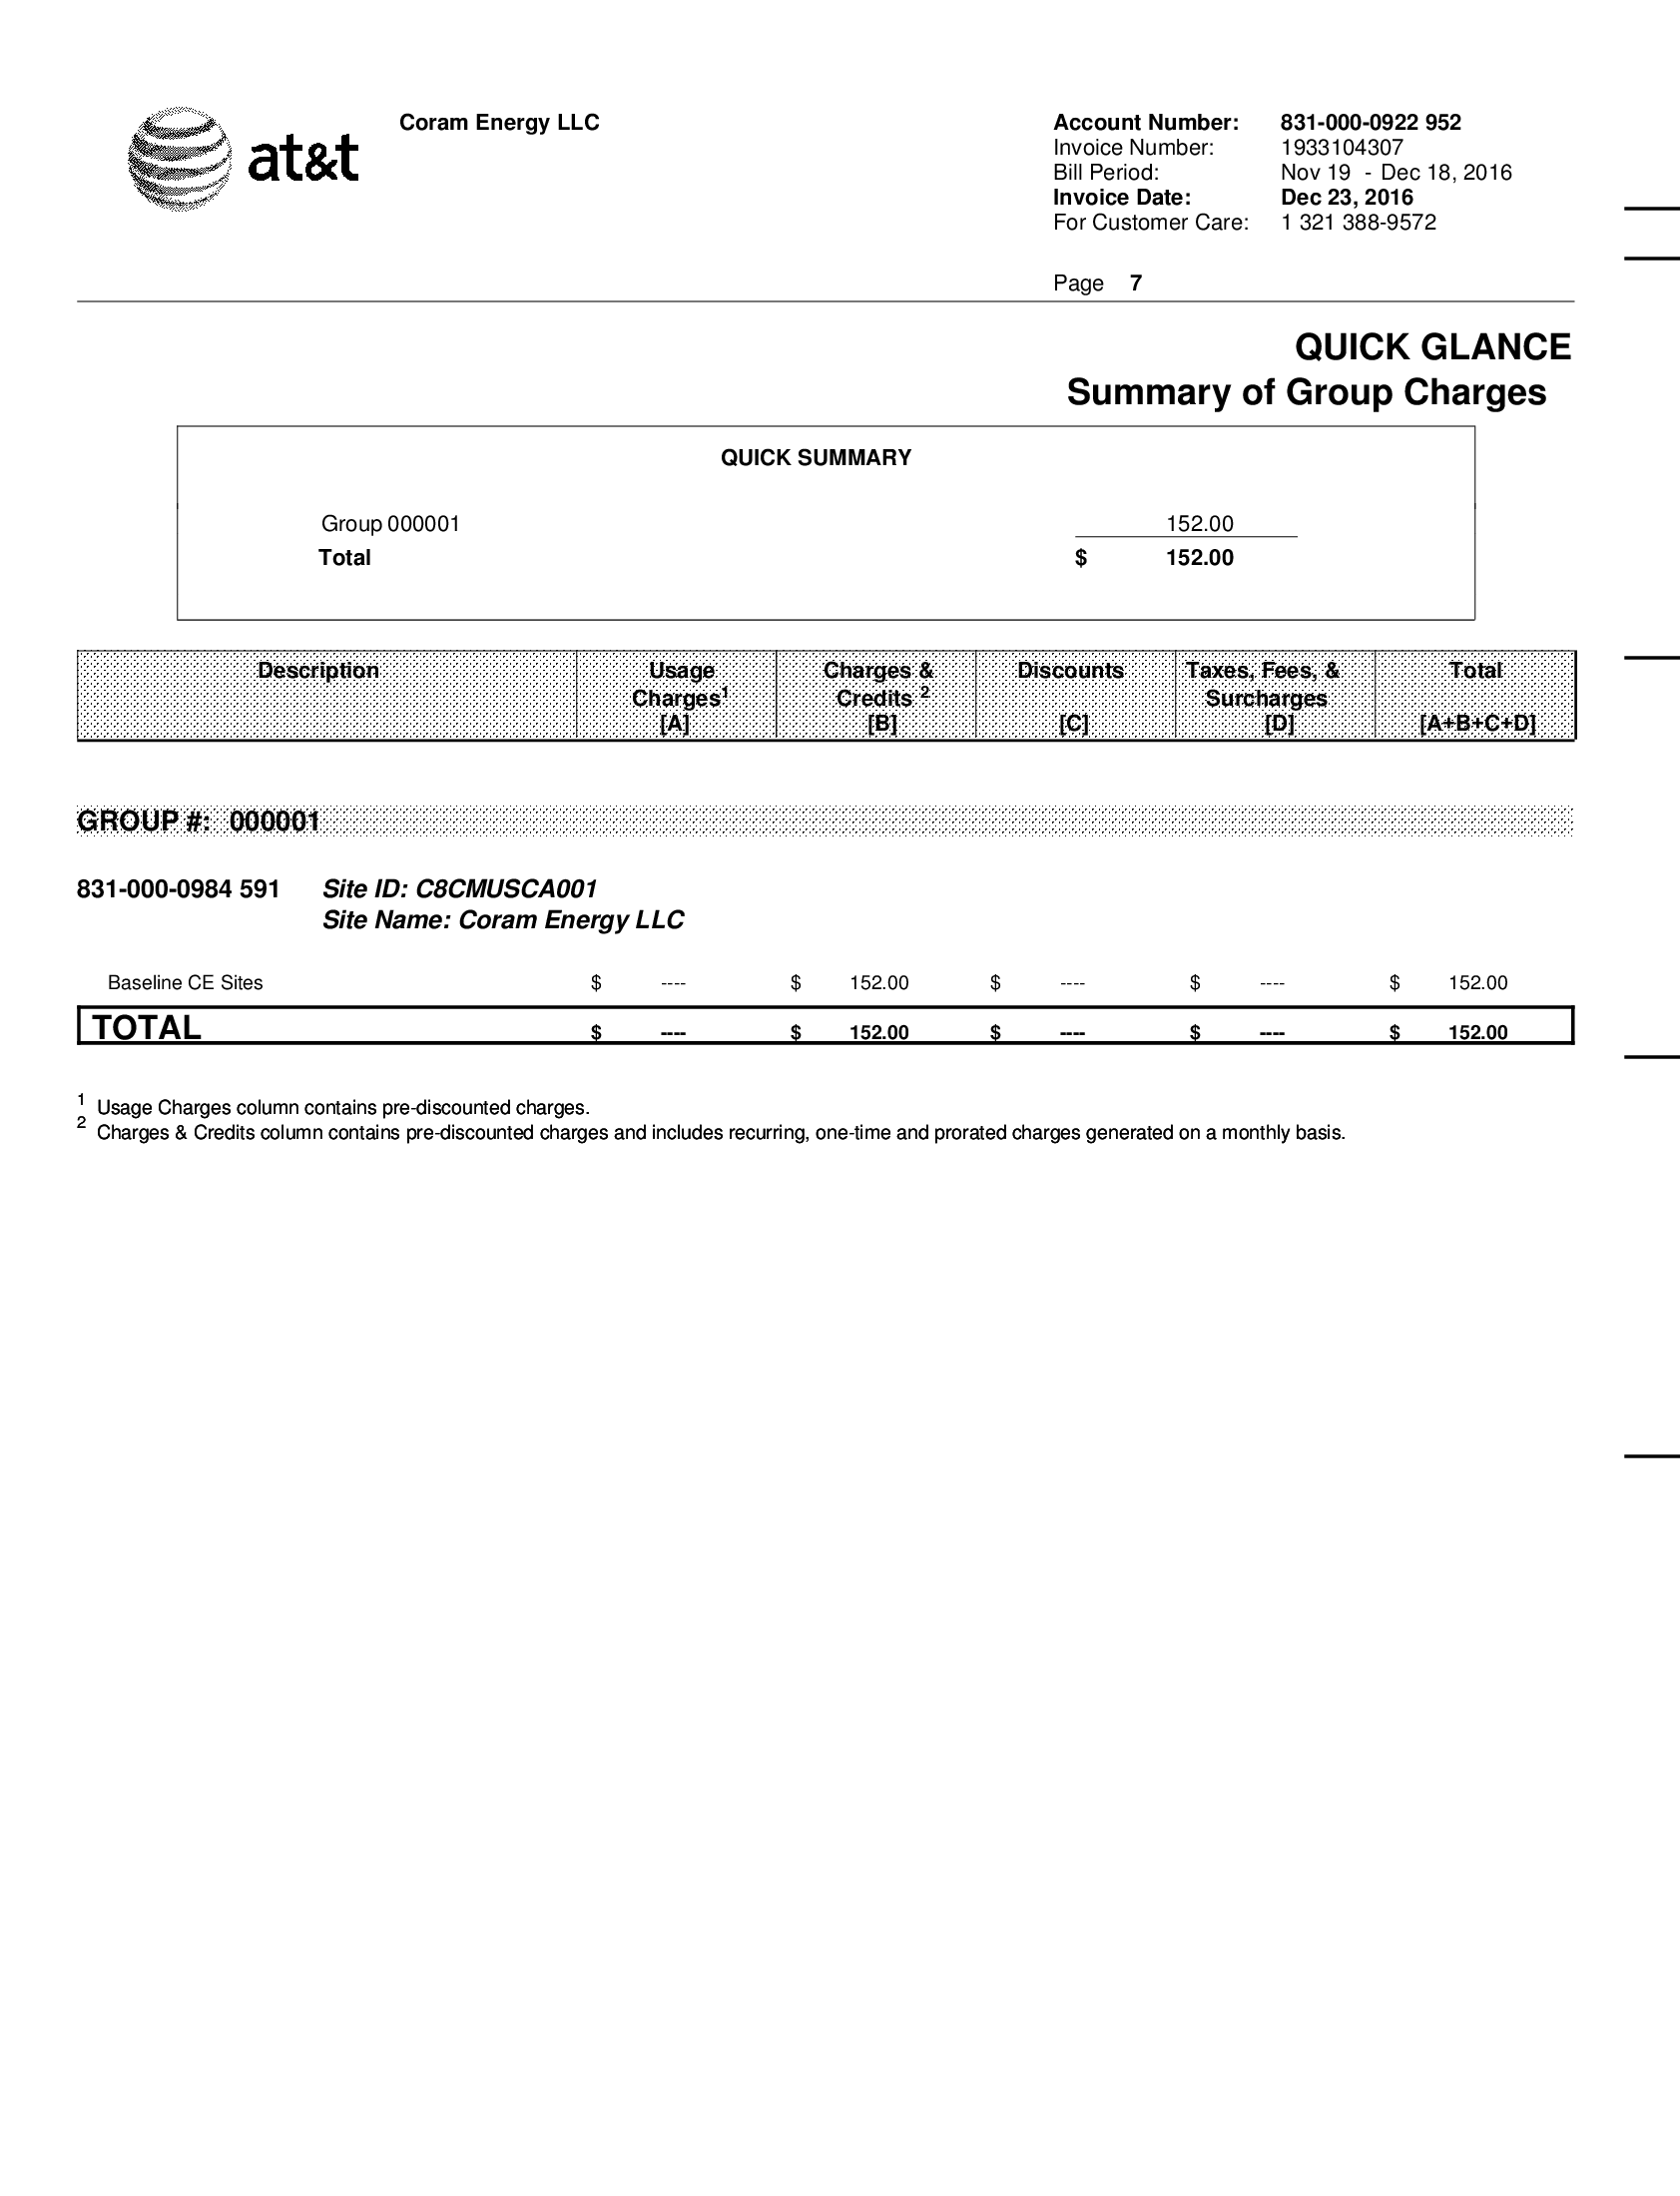 at&t
Coram Energy LLC
Account Number: 831-000-0922 952
Invoice Number: 1933104307
Bill Period: Nov 19 - Dec 18, 2016
Invoice Date: Dec 23, 2016
For Customer Care: 1 321 388-9572
Page 7
QUICK GLANCE
Summary of Group Charges
QUICK SUMMARY
Group 000001 152.00
Total $ 152.00
Description Usage Charges & Discounts Taxes, Fees, & Total
Charges1 Credits 2 Surcharges
[A] [B] [C] [D] [A+B+C+D]
GROUP #: 000001
831-000-0984 591 Site ID: C8CMUSCA001
Site Name: Coram Energy LLC
Baseline CE Sites $ ---- $ 152.00 $ ---- $ ---- $ 152.00
TOTAL $ ---- $ 152.00 $ ---- $ ---- $ 152.00
1 Usage Charges column contains pre-discounted charges.
2 Charges & Credits column contains pre-discounted charges and includes recurring, one-time and prorated charges generated on a monthly basis.